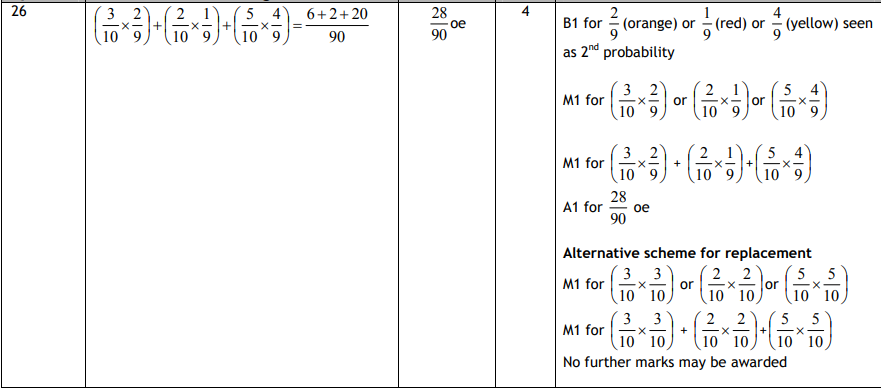 26
(3/10 × 2/9) + (2/10 × 1/9) + (5/10 × 4/9) = 6+2+20/90
28/90 oe
4
B1 for 2/9 (orange) or 1/9 (red) or 4/9 (yellow) seen
as 2nd probability
M1 for (3/10 × 2/9) or (2/10 × 1/9) or (5/10 × 4/9)
M1 for (3/10 × 2/9) + (2/10 × 1/9) + (5/10 × 4/9)
A1 for 28/90 oe
Alternative scheme for replacement
M1 for (3/10 × 3/10) or (2/10 × 2/10) or (5/10 × 5/10)
M1 for (3/10 × 3/10) + (2/10 × 2/10) + (5/10 × 5/10)
No further marks may be awarded